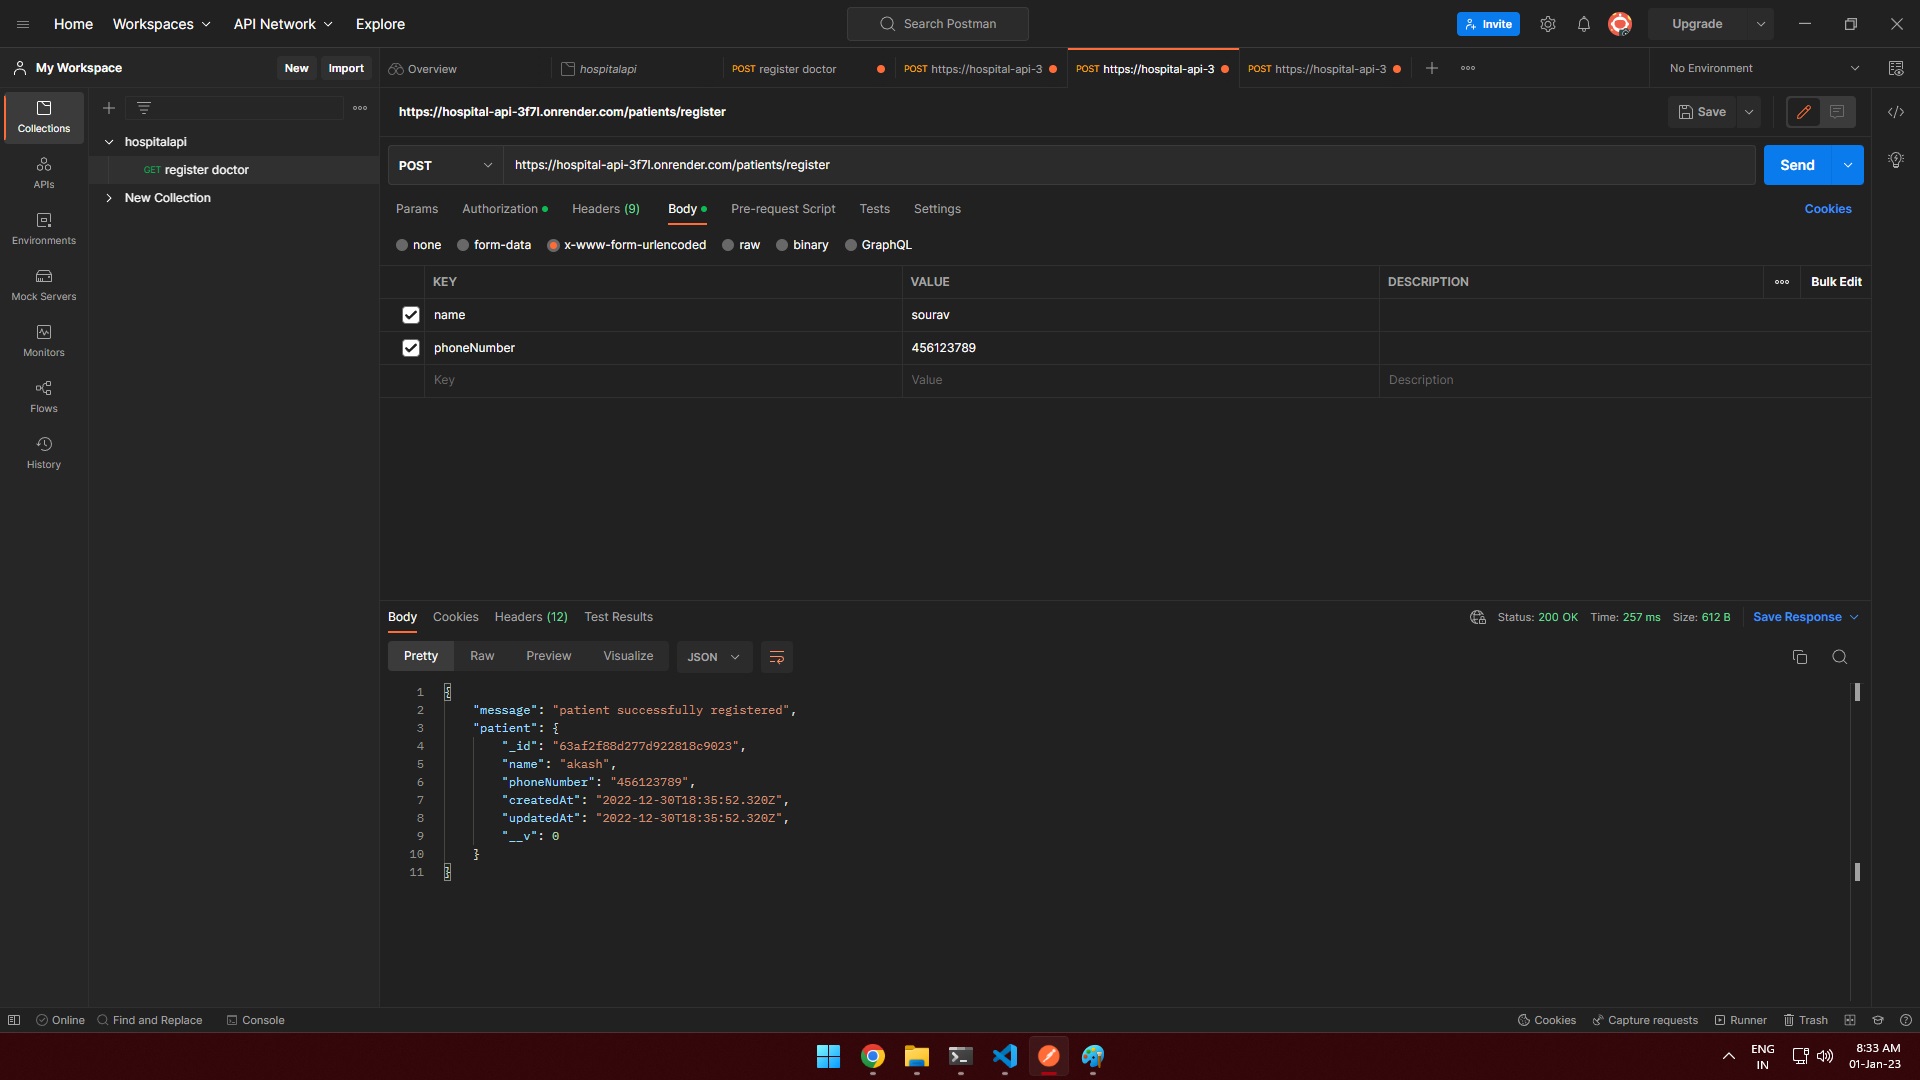 Home Workspaces API Network Explore Search Postman Invite Upgrade
My Workspace New Import Overview hospitalapi POST register doctor POST https://hospital-api-3 POST https://hospital-api-3 POST https://hospital-api-3 No Environment
Collections
APIs
Environments
Mock Servers
Monitors
Flows
History
hospitalapi
GET register doctor
New Collection
https://hospital-api-3f7l.onrender.com/patients/register Save
POST https://hospital-api-3f7l.onrender.com/patients/register Send
Params Authorization Headers (9) Body Pre-request Script Tests Settings Cookies
none form-data x-www-form-urlencoded raw binary GraphQL
KEY VALUE DESCRIPTION Bulk Edit
name sourav
phoneNumber 456123789
Key Value Description
Body Cookies Headers (12) Test Results Status: 200 OK Time: 257 ms Size: 612 B Save Response
Pretty Raw Preview Visualize JSON
1 {
2 "message": "patient successfully registered",
3 "patient": {
4 "_id": "63af2f88d277d922818c9023",
5 "name": "akash",
6 "phoneNumber": "456123789",
7 "createdAt": "2022-12-30T18:35:52.320Z",
8 "updatedAt": "2022-12-30T18:35:52.320Z",
9 "__v": 0
10 }
11 }
Online Find and Replace Console Cookies Capture requests Runner Trash
ENG
IN
8:33 AM
01-Jan-23